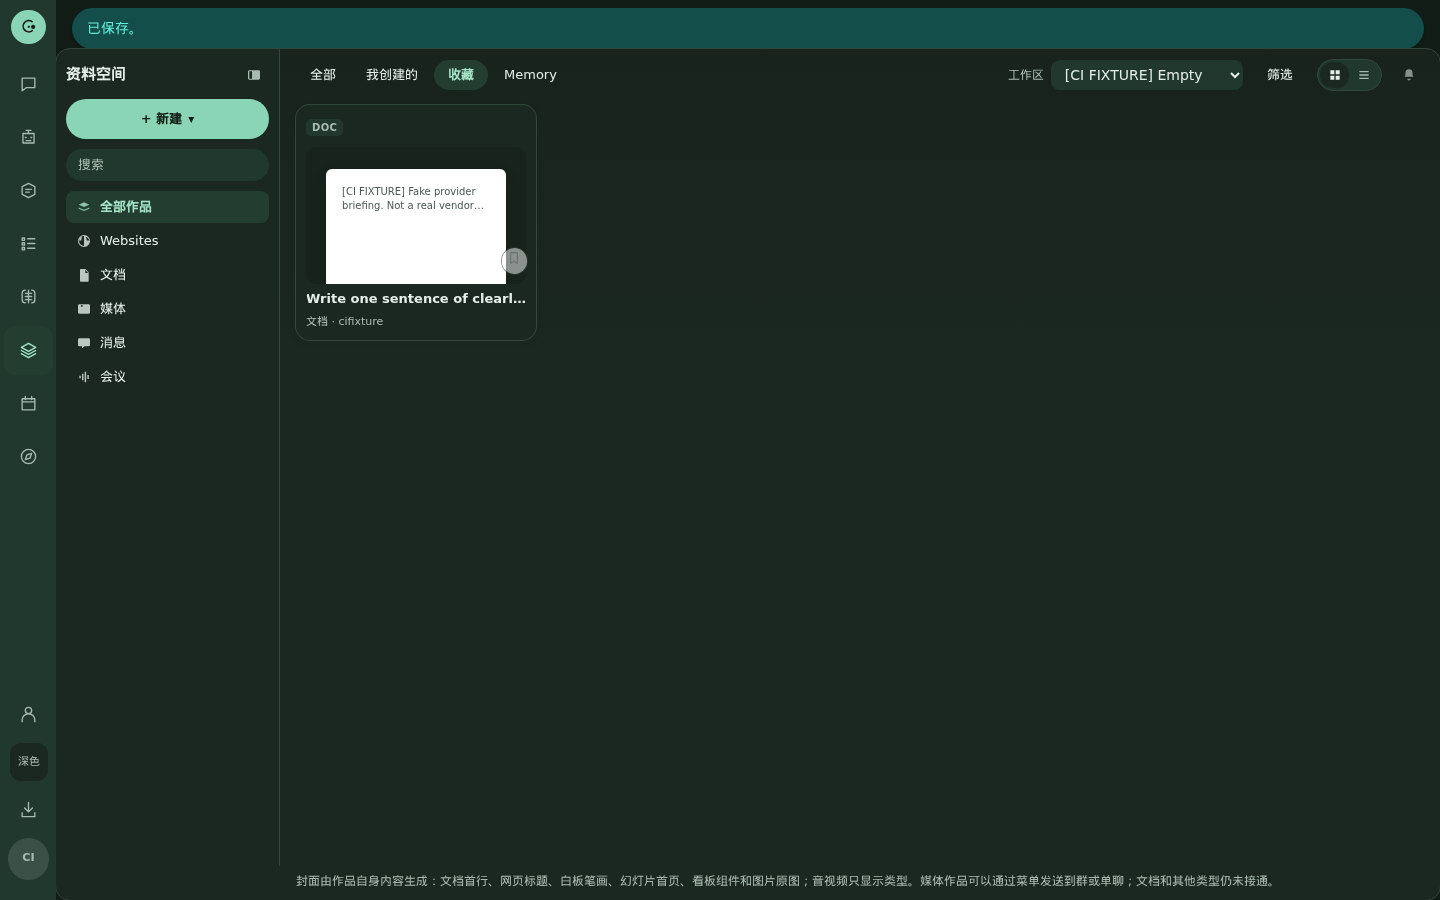 已保存。
资料空间
+ 新建 ▾
搜索
全部作品
Websites
文档
媒体
消息
会议
深色
CI
全部 我创建的 收藏 Memory
工作区 [CI FIXTURE] Empty 筛选
DOC
[CI FIXTURE] Fake provider
briefing. Not a real vendor...
Write one sentence of clearl...
文档 · cifixture
封面由作品自身内容生成；文档首行、网页标题、白板笔画、幻灯片首页、看板组件和图片原图；音视频只显示类型。媒体作品可以通过菜单发送到群或单聊；文档和其他类型仍未接通。